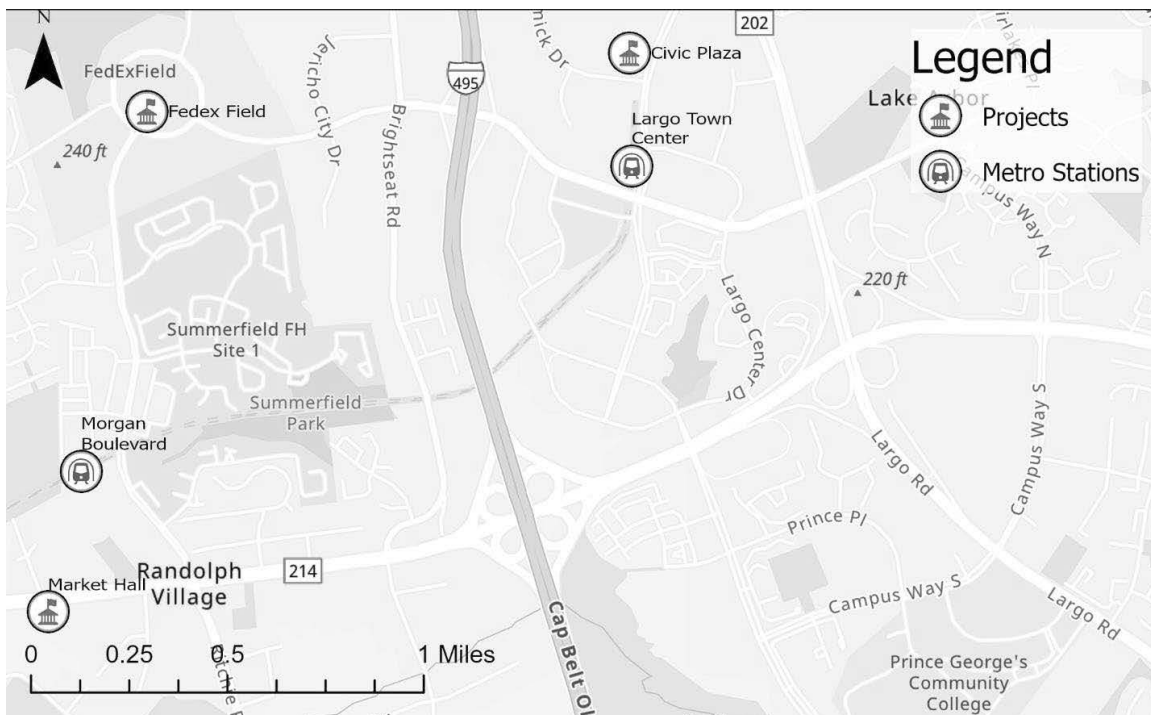 N
FedExField
Fedex Field
240 ft
Jericho City Dr
Brightseat Rd
495
mick Dr
Civic Plaza
202
Legend
Lake Arbor
Projects
Metro Stations
Largo Town
Center
Campus Way N
220 ft
Largo Center Dr
Summerfield FH
Site 1
Summerfield
Park
Morgan
Boulevard
Campus Way S
Largo Rd
Prince Pl
Market Hall
Randolph
Village
214
Campus Way S
Largo Rd
Cap Belt Ol
0 0.25 0.5 1 Miles
Prince George's
Community
College